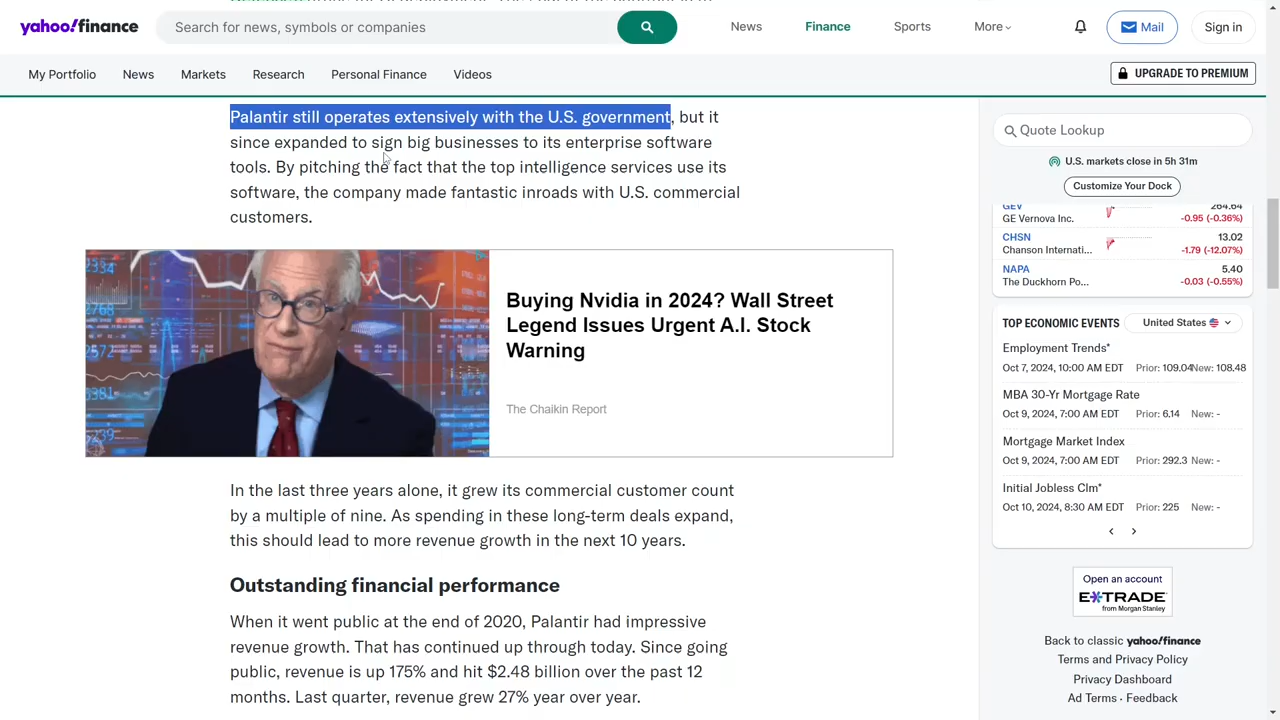 yahoo!finance
Search for news, symbols or companies
News
Finance
Sports
More
Mail
Sign in
My Portfolio
News
Markets
Research
Personal Finance
Videos
UPGRADE TO PREMIUM
Palantir still operates extensively with the U.S. government, but it
since expanded to sign big businesses to its enterprise software
tools. By pitching the fact that the top intelligence services use its
software, the company made fantastic inroads with U.S. commercial
customers.
2334
2768
2572
5381
9239
Buying Nvidia in 2024? Wall Street
Legend Issues Urgent A.I. Stock
Warning
The Chaikin Report
In the last three years alone, it grew its commercial customer count
by a multiple of nine. As spending in these long-term deals expand,
this should lead to more revenue growth in the next 10 years.
Outstanding financial performance
When it went public at the end of 2020, Palantir had impressive
revenue growth. That has continued up through today. Since going
public, revenue is up 175% and hit $2.48 billion over the past 12
months. Last quarter, revenue grew 27% year over year.
Quote Lookup
U.S. markets close in 5h 31m
Customize Your Dock
GEV 264.64
GE Vernova Inc. -0.95 (-0.36%)
CHSN 13.02
Chanson Internati... -1.79 (-12.07%)
NAPA 5.40
The Duckhorn Po... -0.03 (-0.55%)
TOP ECONOMIC EVENTS
United States
Employment Trends*
Oct 7, 2024, 10:00 AM EDT Prior: 109.04 New: 108.48
MBA 30-Yr Mortgage Rate
Oct 9, 2024, 7:00 AM EDT Prior: 6.14 New: -
Mortgage Market Index
Oct 9, 2024, 7:00 AM EDT Prior: 292.3 New: -
Initial Jobless Clm*
Oct 10, 2024, 8:30 AM EDT Prior: 225 New: -
Open an account
E*TRADE
from Morgan Stanley
Back to classic yahoo!finance
Terms and Privacy Policy
Privacy Dashboard
Ad Terms · Feedback